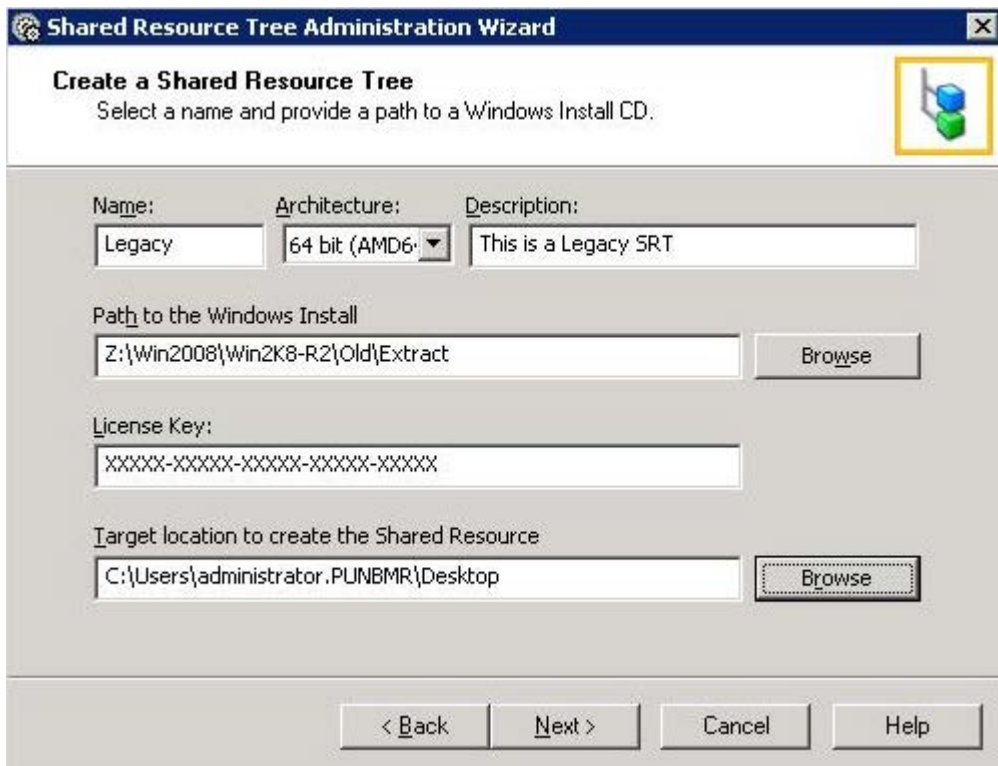 Shared Resource Tree Administration Wizard
Create a Shared Resource Tree
Select a name and provide a path to a Windows Install CD.
Name: Architecture: Description:
Legacy 64 bit (AMD6 This is a Legacy SRT
Path to the Windows Install
Z:\Win2008\Win2K8-R2\Old\Extract Browse
License Key:
XXXXX-XXXXX-XXXXX-XXXXX-XXXXX
Target location to create the Shared Resource
C:\Users\administrator.PUNBMR\Desktop Browse
< Back Next > Cancel Help